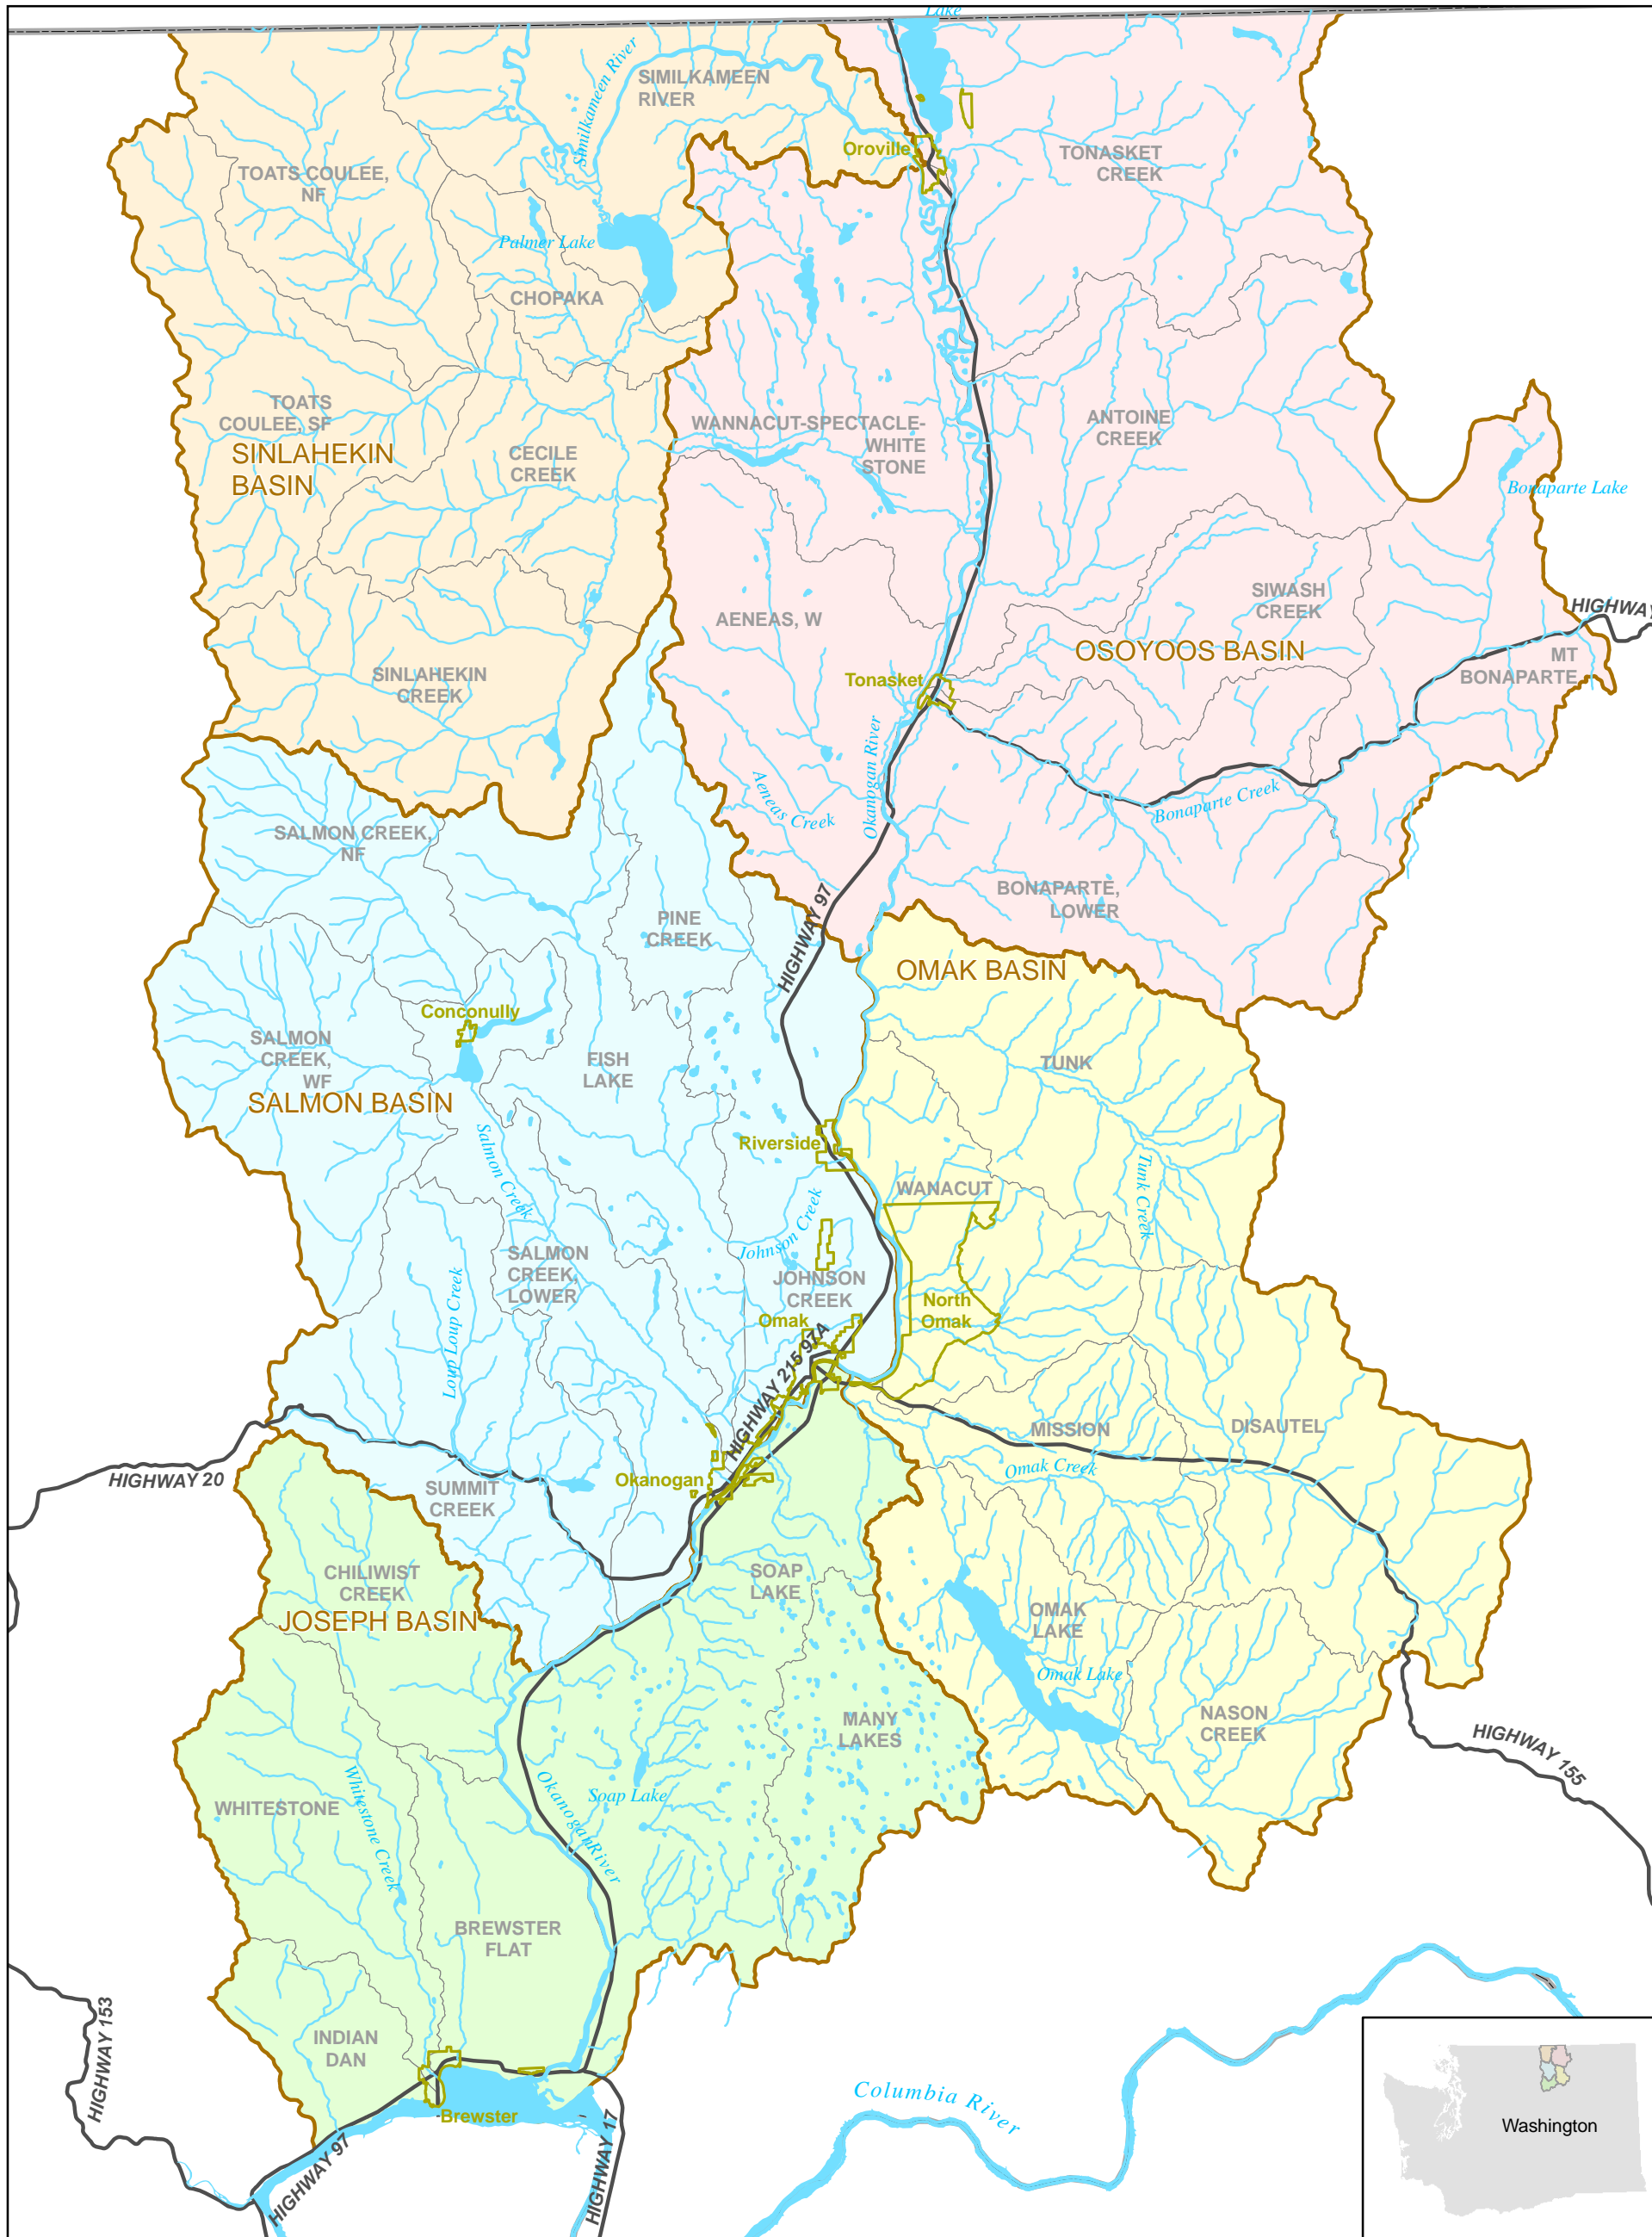 Lake
SIMILKAMEEN
RIVER
Similkameen River
Oroville
TONASKET
CREEK
TOATS COULEE,
NF
Palmer Lake
CHOPAKA
TOATS
COULEE, SF
SINLAHEKIN
BASIN
CECILE
CREEK
WANNACUT-SPECTACLE-
WHITE
STONE
ANTOINE
CREEK
Bonaparte Lake
SIWASH
CREEK
HIGHWAY
AENEAS, W
OSOYOOS BASIN
MT
BONAPARTE
SINLAHEKIN
CREEK
Tonasket
Okanogan River
Aeneas Creek
Bonaparte Creek
SALMON CREEK,
NF
BONAPARTE,
LOWER
PINE
CREEK
HIGHWAY 97
OMAK BASIN
Conconully
SALMON
CREEK,
WF
FISH
LAKE
TUNK
SALMON BASIN
Salmon Creek
Riverside
Tunk Creek
WANACUT
Johnson Creek
SALMON
CREEK,
LOWER
JOHNSON
CREEK
Loup Loup Creek
North
Omak
Omak
HIGHWAY 215 97A
MISSION
DISAUTEL
Omak Creek
HIGHWAY 20
Okanogan
SUMMIT
CREEK
CHILIWIST
CREEK
SOAP
LAKE
JOSEPH BASIN
OMAK
LAKE
Omak Lake
MANY
LAKES
NASON
CREEK
HIGHWAY 155
Whitestone Creek
Okanogan River
Soap Lake
WHITESTONE
BREWSTER
FLAT
HIGHWAY 153
INDIAN
DAN
Brewster
Columbia River
HIGHWAY 97
HIGHWAY 17
Washington